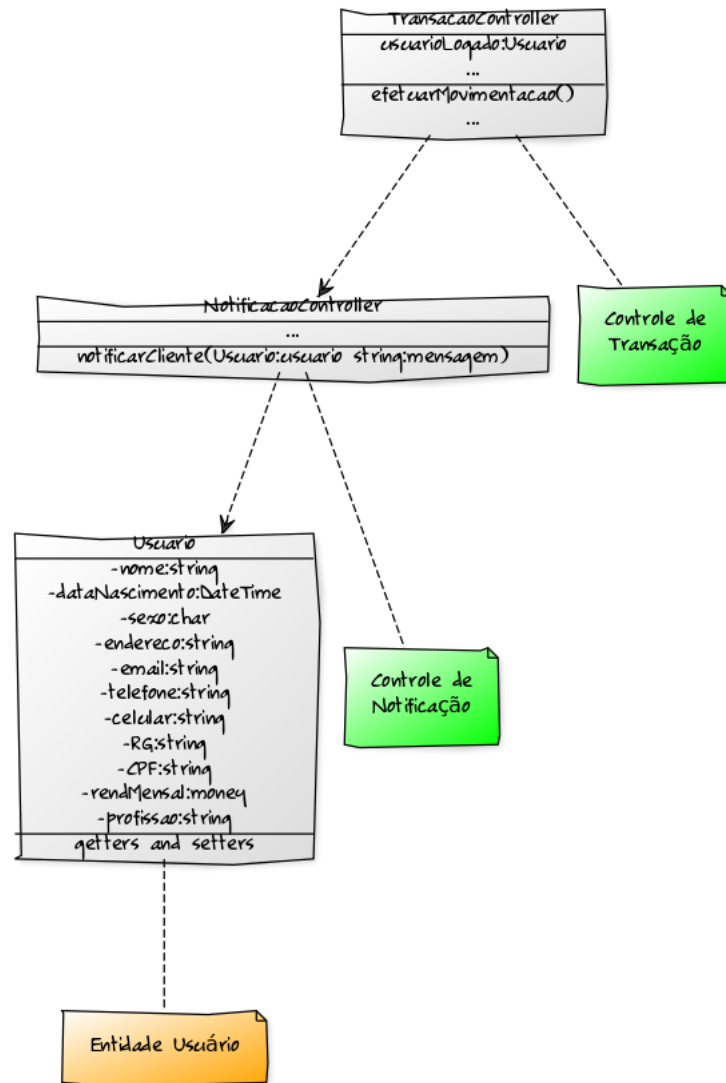 TransacaoController
usuarioLogado:Usuario
...
efetuarMovimentacao()
...
NotificacaoController
...
notificarCliente(Usuario:usuario string:mensagem)
Controle de
Transação
Usuario
-nome:string
-dataNascimento:DateTime
-sexo:char
-endereco:string
-email:string
-telefone:string
-celular:string
-RG:string
-CPF:string
-rendMensal:money
-profissao:string
getters and setters
Controle de
Notificação
Entidade Usuário